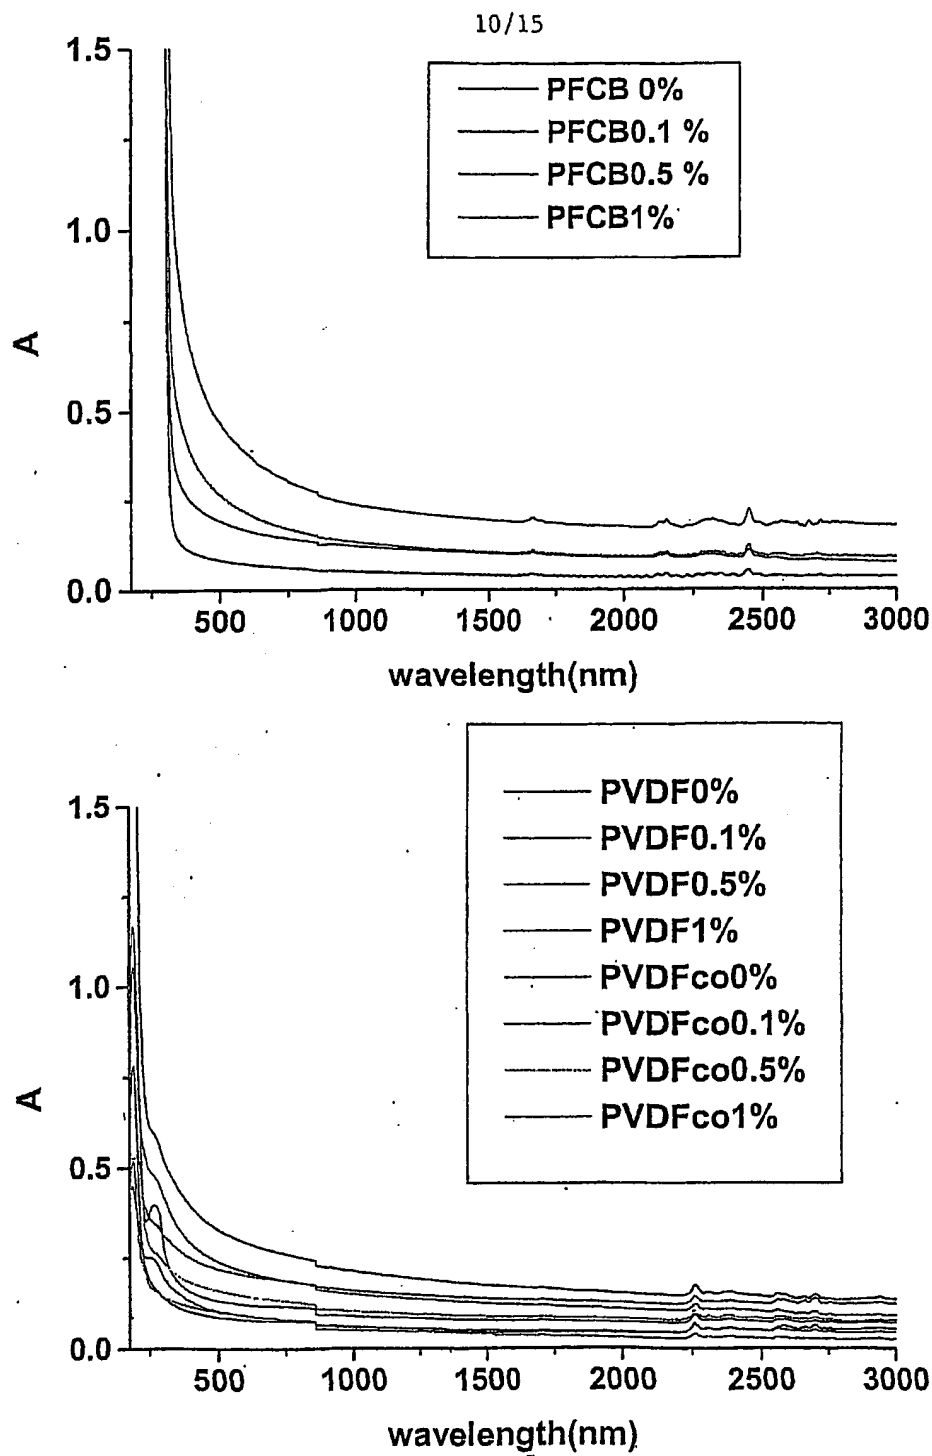 10/15
1.5
1.0
0.5
0.0
A
PFCB 0%
PFCB0.1 %
PFCB0.5 %
PFCB1%
500 1000 1500 2000 2500 3000
wavelength(nm)
1.5
1.0
0.5
0.0
A
PVDF0%
PVDF0.1%
PVDF0.5%
PVDF1%
PVDFco0%
PVDFco0.1%
PVDFco0.5%
PVDFco1%
500 1000 1500 2000 2500 3000
wavelength(nm)